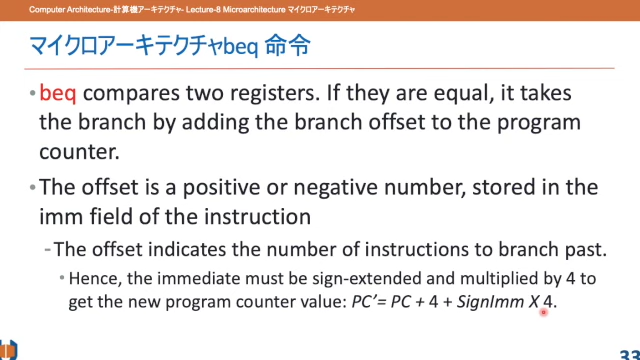 Computer Architecture-計算機アーキテクチャ- Lecture-8 Microarchitecture マイクロアーキテクチャ
マイクロアーキテクチャbeq 命令
•beq compares two registers. If they are equal, it takes
the branch by adding the branch offset to the program
counter.
•The offset is a positive or negative number, stored in the
imm field of the instruction
-The offset indicates the number of instructions to branch past.
• Hence, the immediate must be sign-extended and multiplied by 4 to
get the new program counter value: PC′= PC + 4 + SignImm X 4.
33